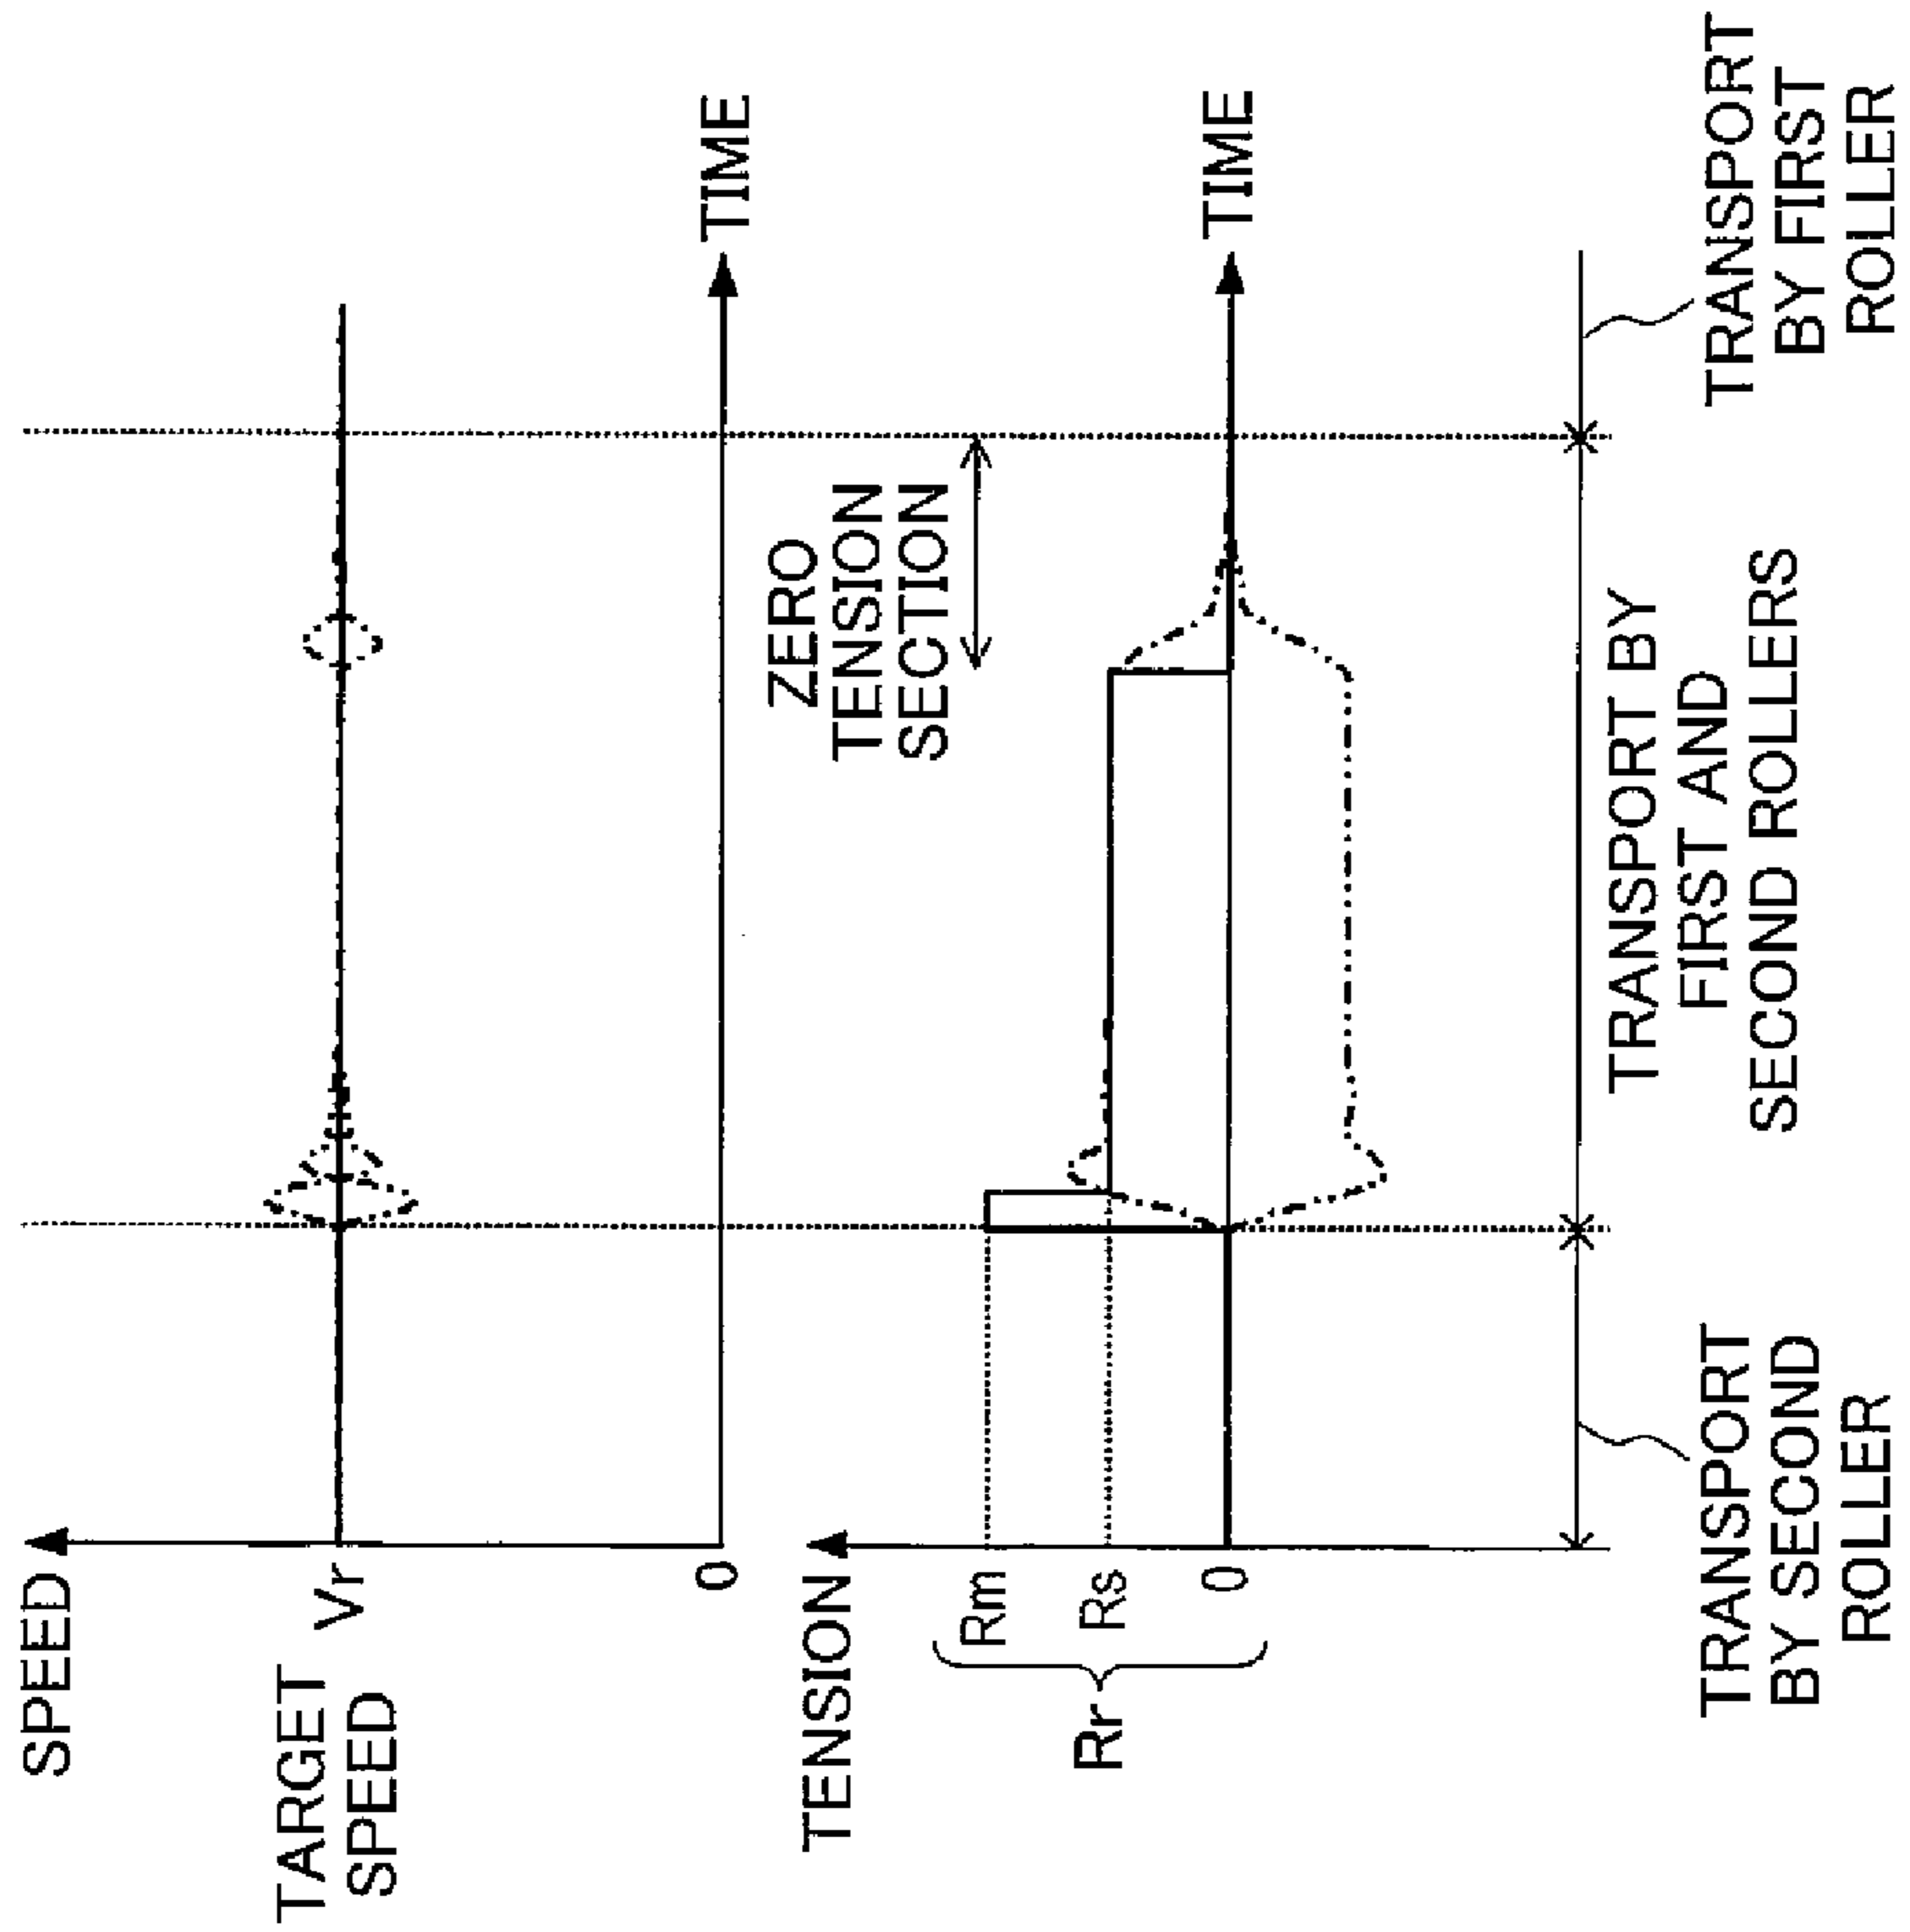 SPEED
TARGET
SPEED
Vr
0
TIME
ZERO
TENSION
SECTION
TENSION
Rr
Rm
Rs
0
TIME
TRANSPORT
BY SECOND
ROLLER
TRANSPORT BY
FIRST AND
SECOND ROLLERS
TRANSPORT
BY FIRST
ROLLER